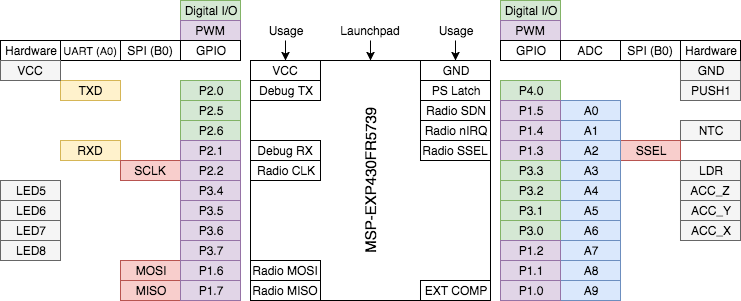 Digital I/O Digital I/O
PWM Usage Launchpad Usage PWM
Hardware UART (A0) SPI (B0) GPIO GPIO ADC SPI (B0) Hardware
VCC VCC GND GND
TXD P2.0 Debug TX PS Latch P4.0 PUSH1
P2.5 Radio SDN P1.5 A0
P2.6 Radio nIRQ P1.4 A1 NTC
RXD P2.1 Debug RX Radio SSEL P1.3 A2 SSEL
SCLK P2.2 Radio CLK P3.3 A3 LDR
LED5 P3.4 P3.2 A4 ACC_Z
LED6 P3.5 P3.1 A5 ACC_Y
LED7 P3.6 P3.0 A6 ACC_X
LED8 P3.7 P1.2 A7
MOSI P1.6 Radio MOSI P1.1 A8
MISO P1.7 Radio MISO EXT COMP P1.0 A9
MSP-EXP430FR5739